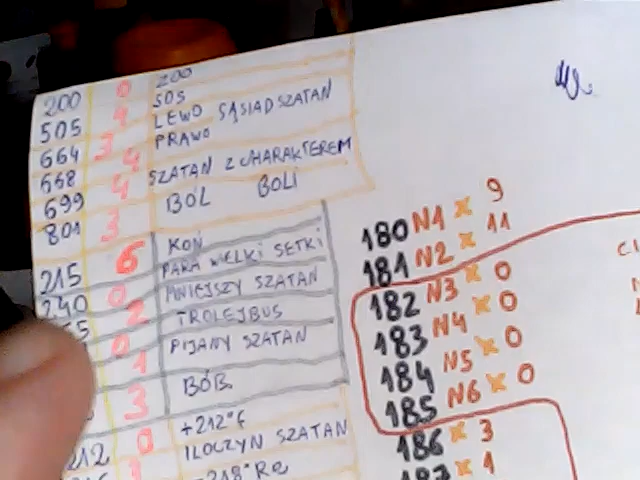 200 0 ZOO
505 4 SOS
664 3 LEWO SĄSIAD SZATAN
668 4 PRAWO
699 4 SZATAN Z CHARAKTEREM
801 3 BÓL BOLI
215 6 KOŃ
240 0 PARA WIELKI SETKI
2 MNIEJSZY SZATAN
0 TROLEJBUS
1 PIJANY SZATAN
3 BÓB
212 0 +212°F
ILOCZYN SZATAN
180 N1 x 9
181 N2 x 11
182 N3 x 0
183 N4 x 0
184 N5 x 0
185 N6 x 0
186 x 3
187 x 1